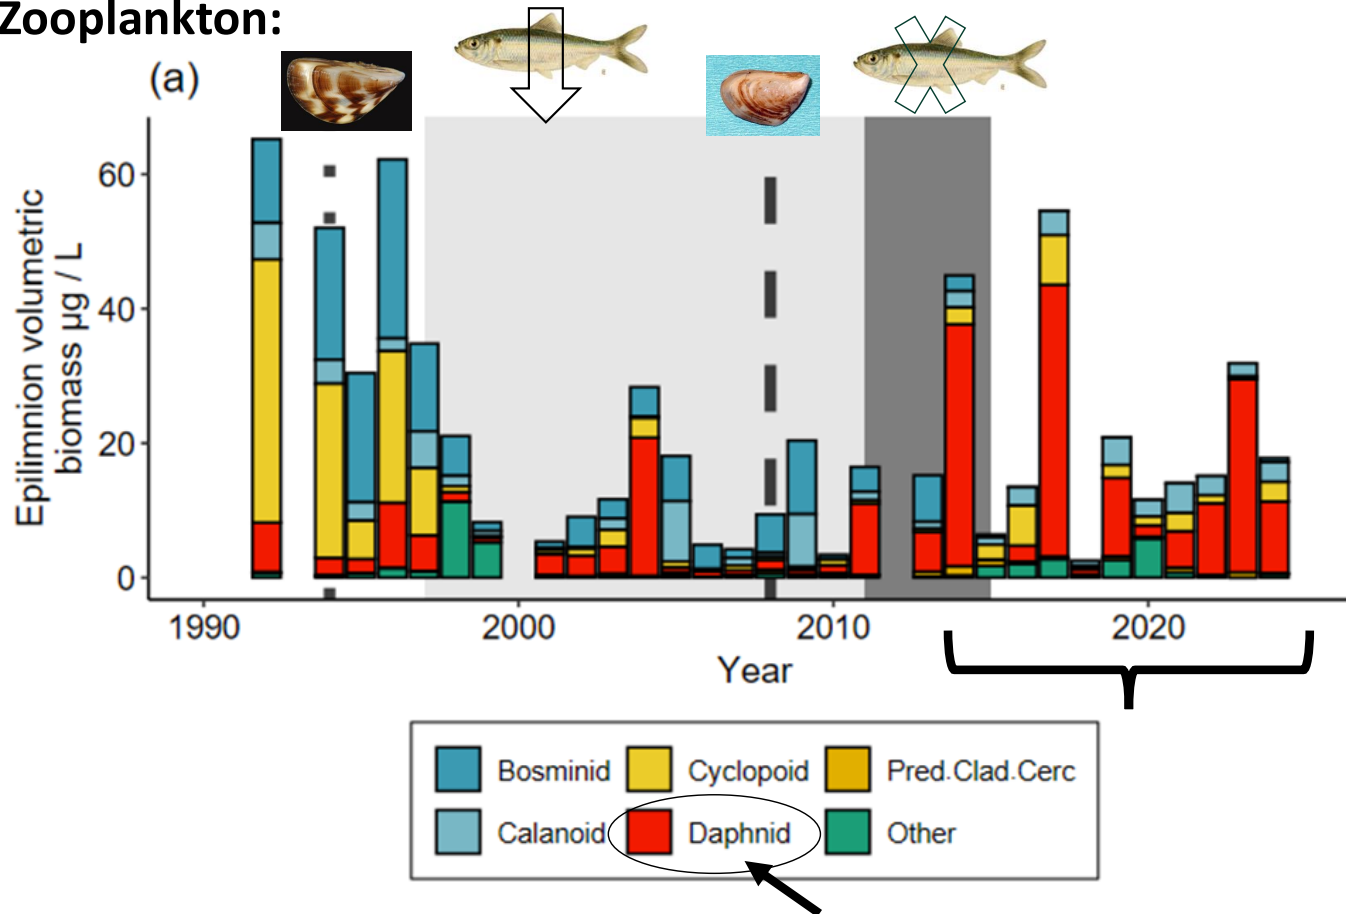 Zooplankton:
(a)
Epilimnion volumetric
biomass µg / L
60
40
20
0
1990 2000 2010 2020
Year
Bosminid Cyclopoid Pred.Clad.Cerc
Calanoid Daphnid Other